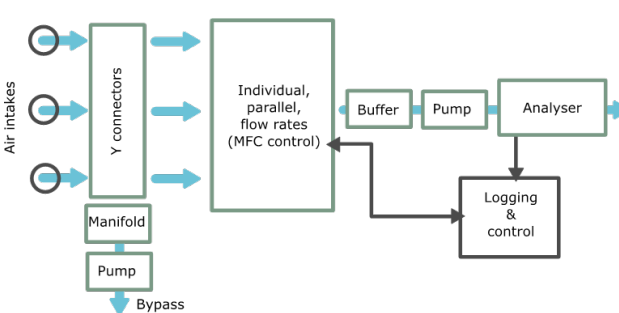 Air intakes
Y connectors
Individual,
parallel,
flow rates
(MFC control)
Buffer
Pump
Analyser
Logging
&
control
Manifold
Pump
Bypass